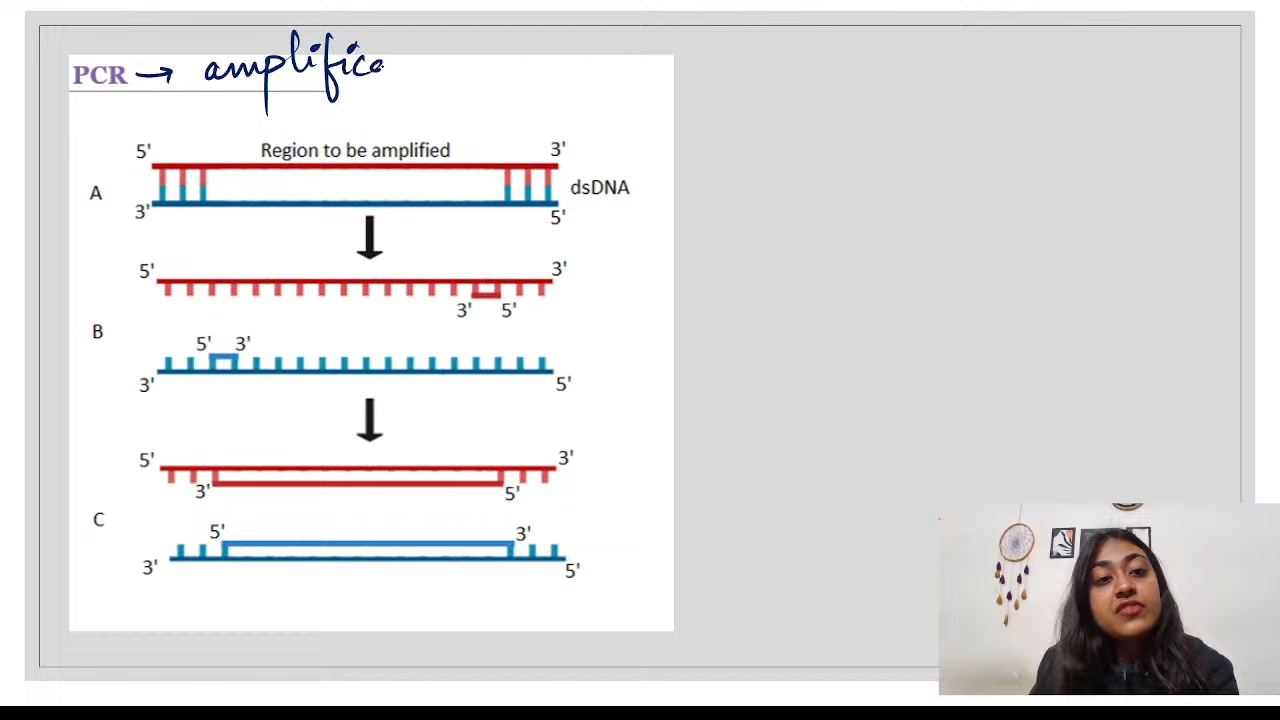 PCR → amplifica
5' Region to be amplified 3'
A dsDNA
3' 5'
5' 3'
3' 5'
B
5' 3'
3' 5'
5' 3'
3' 5'
C
5' 3'
3' 5'